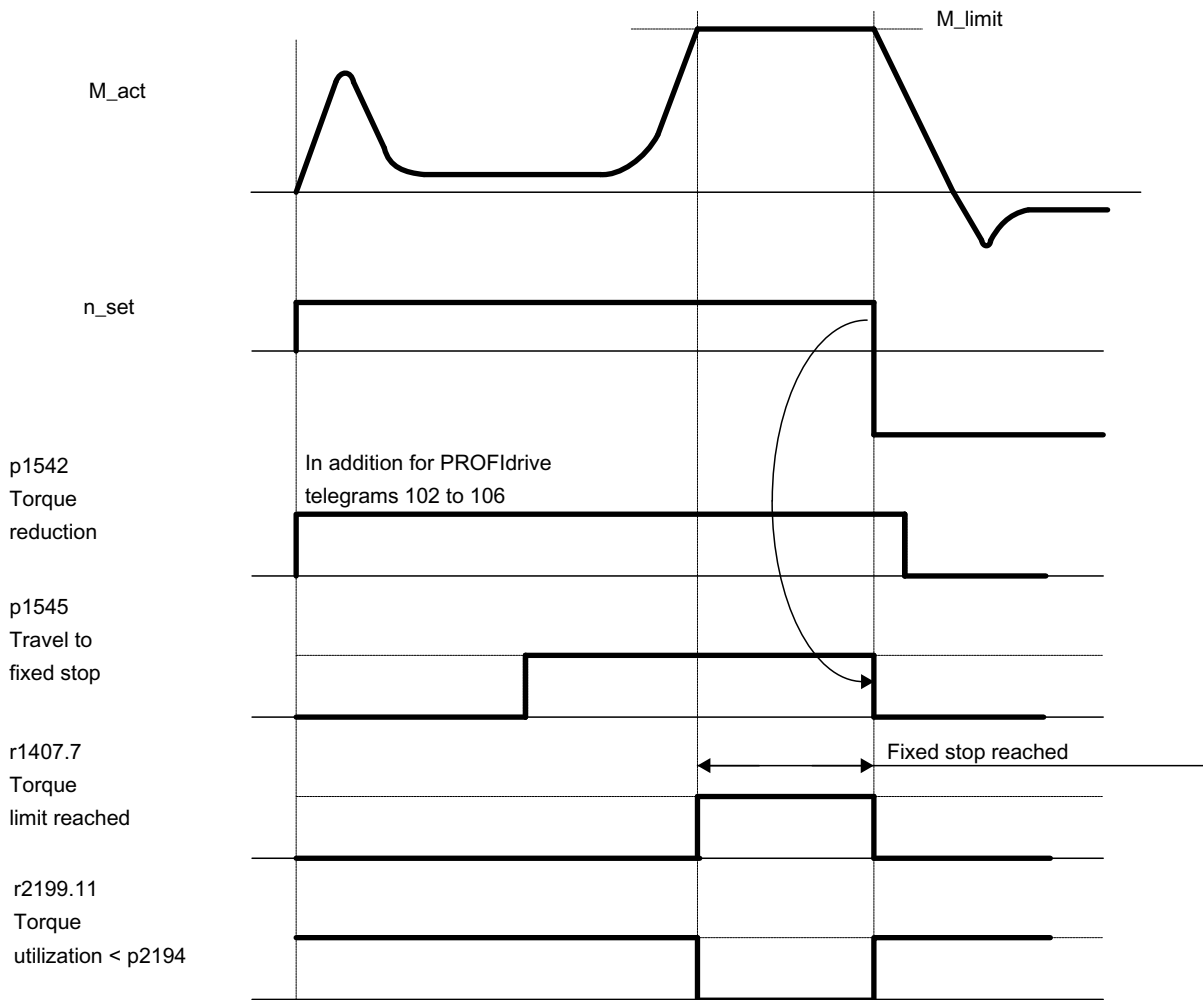 M_limit
M_act
n_set
p1542
Torque
reduction
In addition for PROFIdrive
telegrams 102 to 106
p1545
Travel to
fixed stop
r1407.7
Torque
limit reached
Fixed stop reached
r2199.11
Torque
utilization < p2194